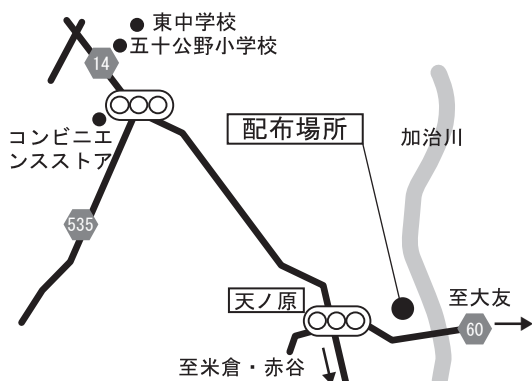 東中学校
五十公野小学校
14
コンビニエ
ンスストア
配布場所
加治川
535
天ノ原
至大友
60
至米倉・赤谷